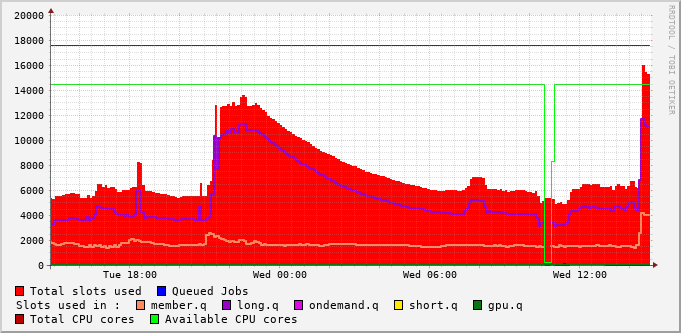 20000
18000
16000
14000
12000
10000
8000
6000
4000
2000
0
Tue 18:00 Wed 00:00 Wed 06:00 Wed 12:00
RRDTOOL / TOBI OETIKER
Total slots used Queued Jobs
Slots used in : member.q long.q ondemand.q short.q gpu.q
Total CPU cores Available CPU cores